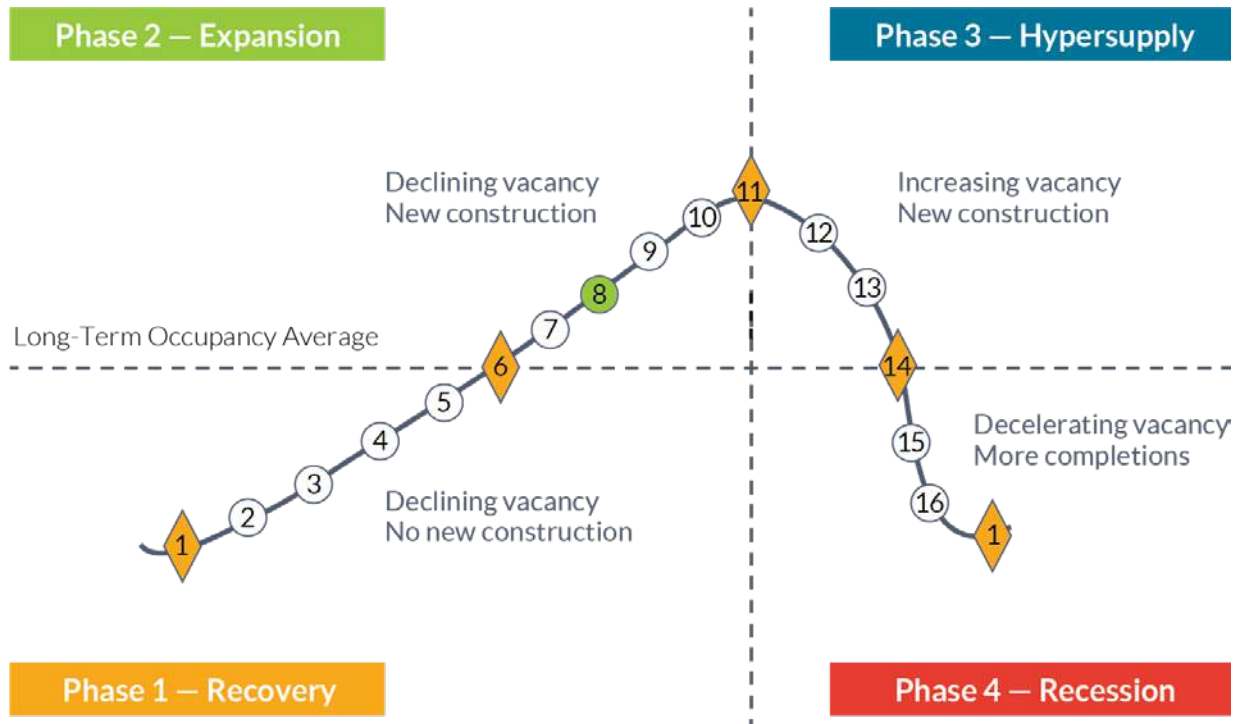 Phase 2 — Expansion
Phase 3 — Hypersupply
Declining vacancy
New construction
Increasing vacancy
New construction
11
10
12
9
13
8
7
Long-Term Occupancy Average
6
14
5
4
15
Decelerating vacancy
More completions
3
Declining vacancy
No new construction
2
16
1
1
Phase 1 — Recovery
Phase 4 — Recession